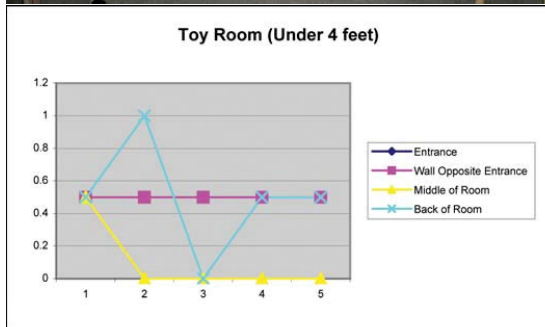 Toy Room (Under 4 feet)
1.2
1
0.8
0.6
0.4
0.2
0
1 2 3 4 5
Entrance
Wall Opposite Entrance
Middle of Room
Back of Room